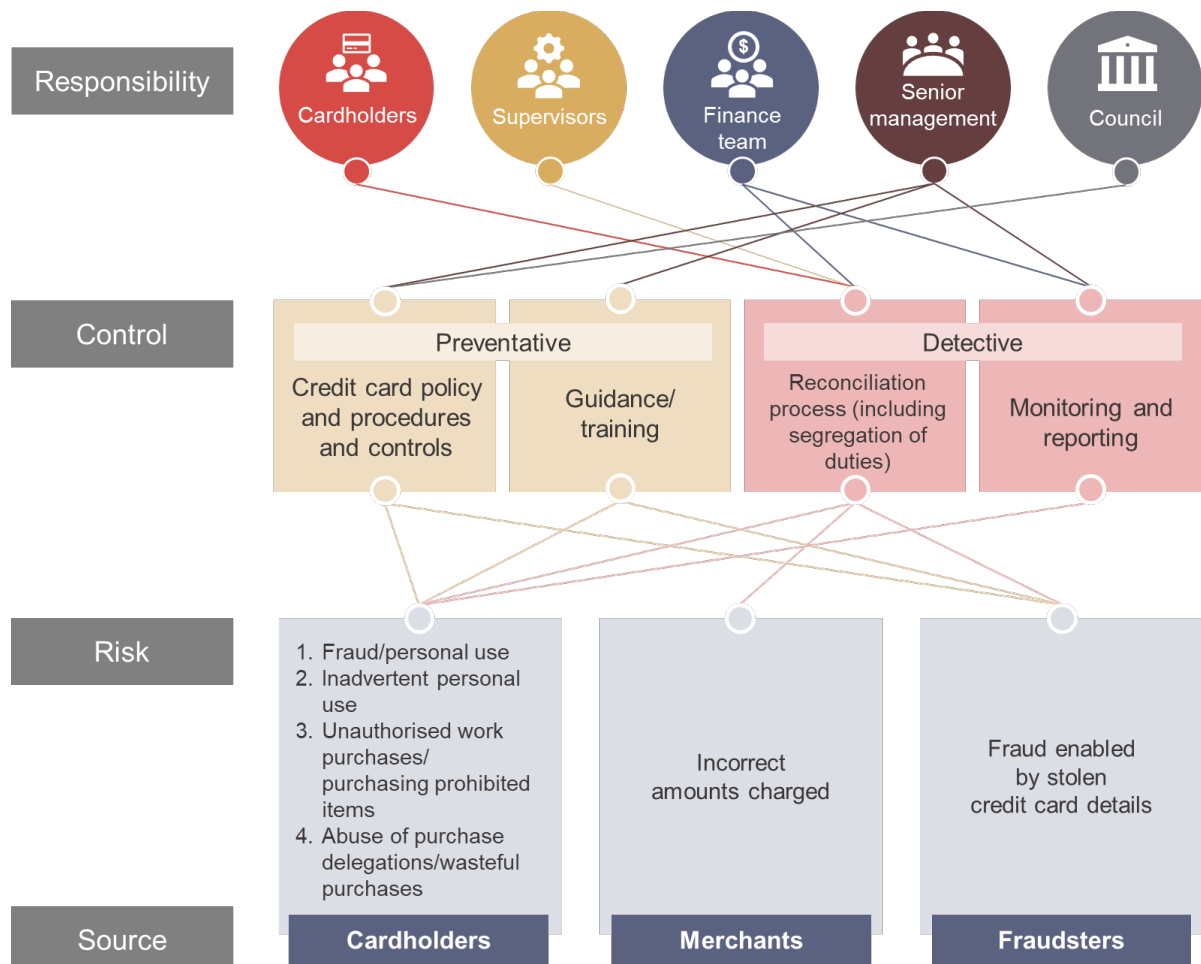 Responsibility
Cardholders
Supervisors
$
Finance
team
Senior
management
Council
Control
Preventative
Credit card policy
and procedures
and controls
Guidance/
training
Detective
Reconciliation
process (including
segregation of
duties)
Monitoring and
reporting
Risk
1. Fraud/personal use
2. Inadvertent personal
use
3. Unauthorised work
purchases/
purchasing prohibited
items
4. Abuse of purchase
delegations/wasteful
purchases
Incorrect
amounts charged
Fraud enabled
by stolen
credit card details
Source
Cardholders
Merchants
Fraudsters